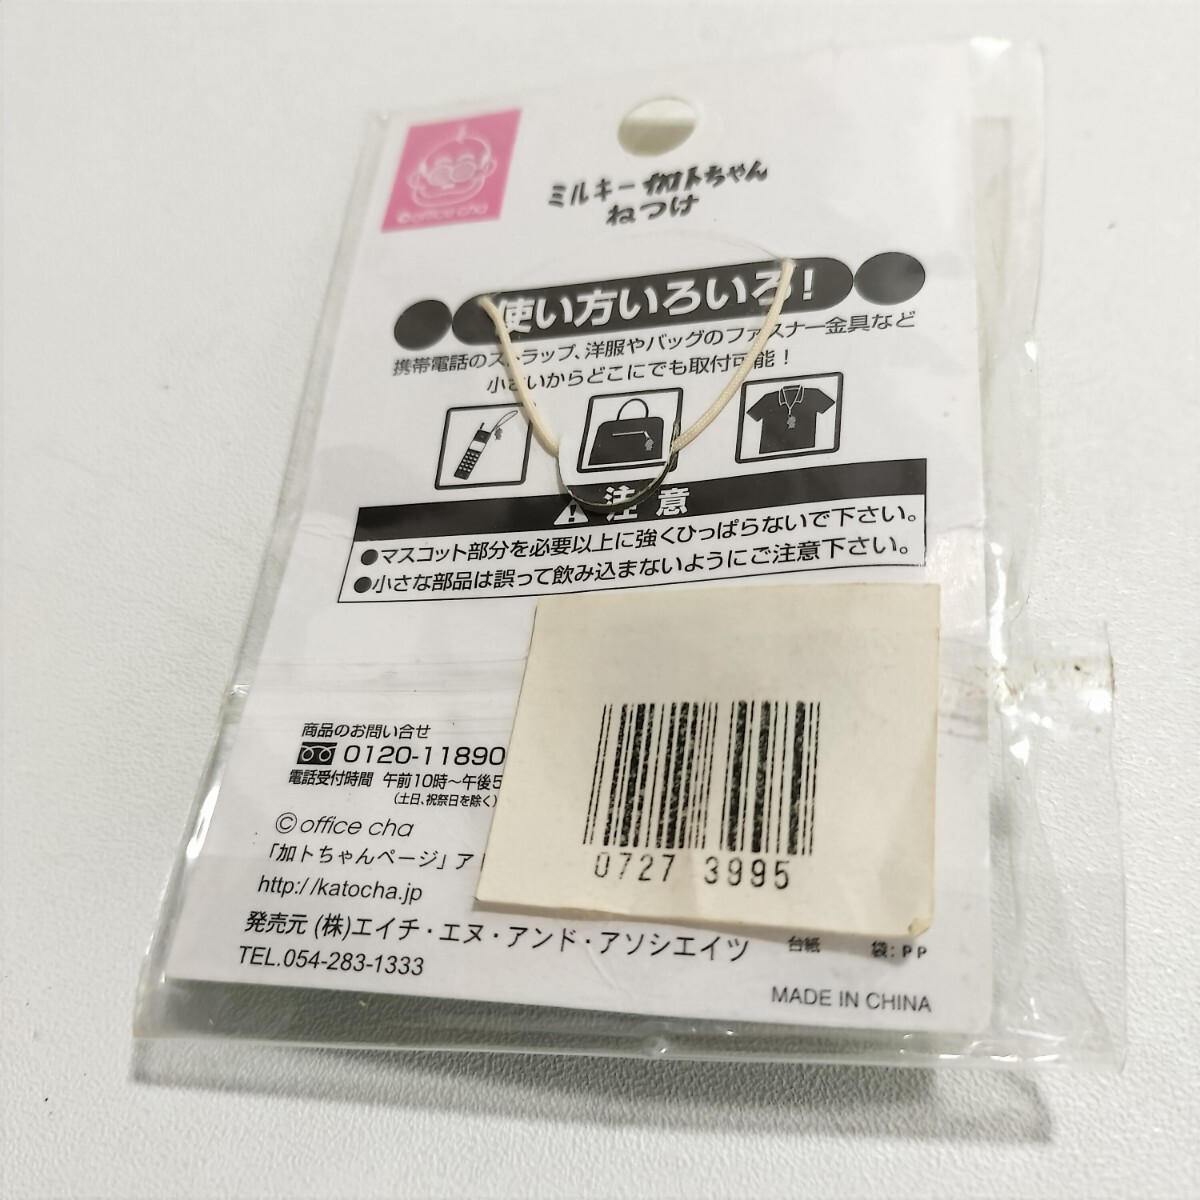 ©office cha
ミルキー加トちゃん
ねつけ
使い方いろいろ!
携帯電話のストラップ、洋服やバッグのファスナー金具など
小さいからどこにでも取付可能!
注意
●マスコット部分を必要以上に強くひっぱらないで下さい。
●小さな部品は誤って飲み込まないようにご注意下さい。
商品のお問い合せ
0120-11890
電話受付時間 午前10時～午後5
(土日、祝祭日を除く)
©office cha
「加トちゃんページ」ア
http://katocha.jp
発売元 (株)エイチ・エヌ・アンド・アソシエイツ
TEL.054-283-1333
0727 3995
台紙 袋:PP
MADE IN CHINA